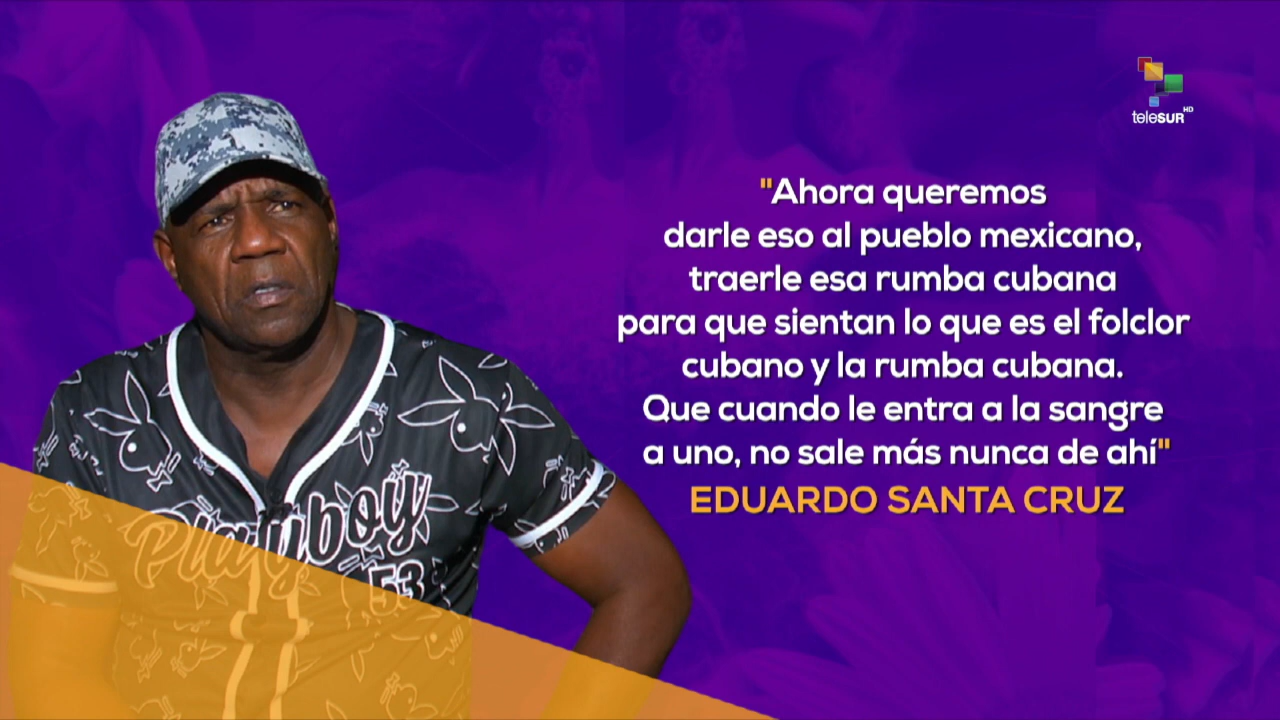 teleSUR HD
"Ahora queremos
darle eso al pueblo mexicano,
traerle esa rumba cubana
para que sientan lo que es el folclor
cubano y la rumba cubana.
Que cuando le entra a la sangre
a uno, no sale más nunca de ahí"
EDUARDO SANTA CRUZ
Playboy
53